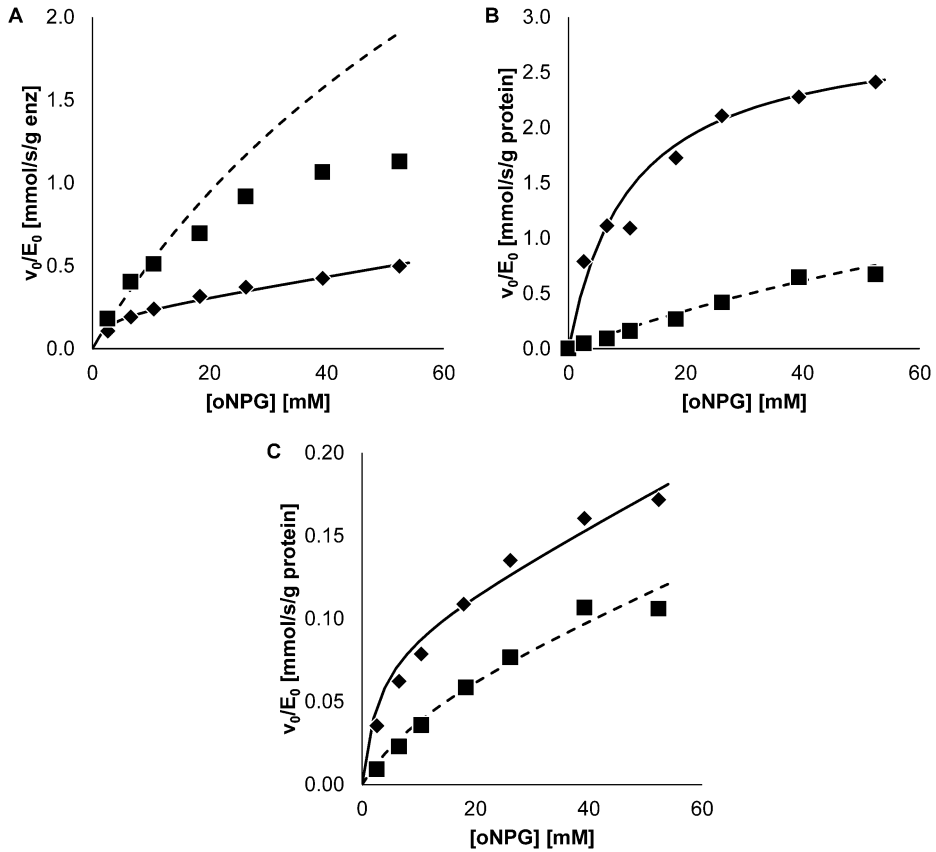 A
2.0
1.5
1.0
0.5
0.0
v₀/E₀ [mmol/s/g enz]
0 20 40 60
[oNPG] [mM]
B
3.0
2.5
2.0
1.5
1.0
0.5
0.0
v₀/E₀ [mmol/s/g protein]
0 20 40 60
[oNPG] [mM]
C
0.20
0.15
0.10
0.05
0.00
v₀/E₀ [mmol/s/g protein]
0 20 40 60
[oNPG] [mM]